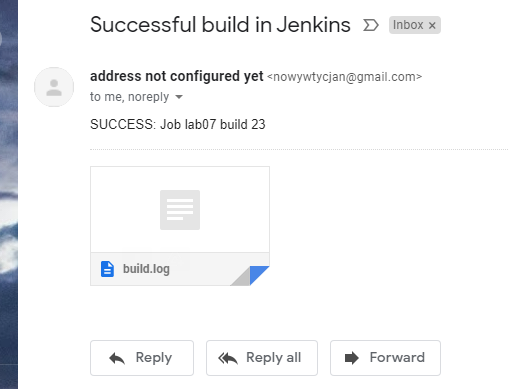 Successful build in Jenkins Inbox ×
address not configured yet <nowywtycjan@gmail.com>
to me, noreply
SUCCESS: Job lab07 build 23
build.log
Reply Reply all Forward